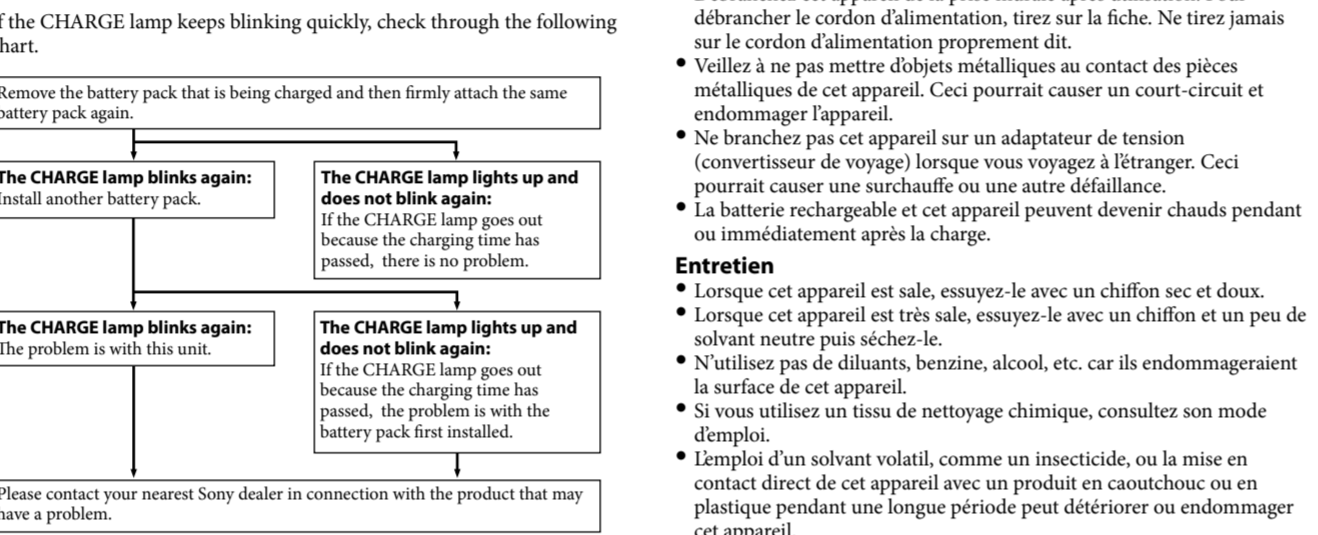 f the CHARGE lamp keeps blinking quickly, check through the following
hart.
Remove the battery pack that is being charged and then firmly attach the same
battery pack again.
The CHARGE lamp blinks again:
Install another battery pack.
The CHARGE lamp lights up and
does not blink again:
If the CHARGE lamp goes out
because the charging time has
passed, there is no problem.
The CHARGE lamp blinks again:
The problem is with this unit.
The CHARGE lamp lights up and
does not blink again:
If the CHARGE lamp goes out
because the charging time has
passed, the problem is with the
battery pack first installed.
Please contact your nearest Sony dealer in connection with the product that may
have a problem.
débrancher le cordon d'alimentation, tirez sur la fiche. Ne tirez jamais
sur le cordon d'alimentation proprement dit.
• Veillez à ne pas mettre d'objets métalliques au contact des pièces
métalliques de cet appareil. Ceci pourrait causer un court-circuit et
endommager l'appareil.
• Ne branchez pas cet appareil sur un adaptateur de tension
(convertisseur de voyage) lorsque vous voyagez à l'étranger. Ceci
pourrait causer une surchauffe ou une autre défaillance.
• La batterie rechargeable et cet appareil peuvent devenir chauds pendant
ou immédiatement après la charge.
Entretien
• Lorsque cet appareil est sale, essuyez-le avec un chiffon sec et doux.
• Lorsque cet appareil est très sale, essuyez-le avec un chiffon et un peu de
solvant neutre puis séchez-le.
• N'utilisez pas de diluants, benzine, alcool, etc. car ils endommageraient
la surface de cet appareil.
• Si vous utilisez un tissu de nettoyage chimique, consultez son mode
d'emploi.
• L'emploi d'un solvant volatil, comme un insecticide, ou la mise en
contact direct de cet appareil avec un produit en caoutchouc ou en
plastique pendant une longue période peut détériorer ou endommager
cet appareil.